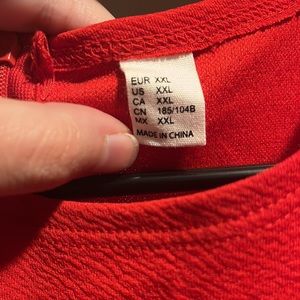 EUR XXL
US XXL
CA XXL
CN 185/104B
MX XXL
MADE IN CHINA